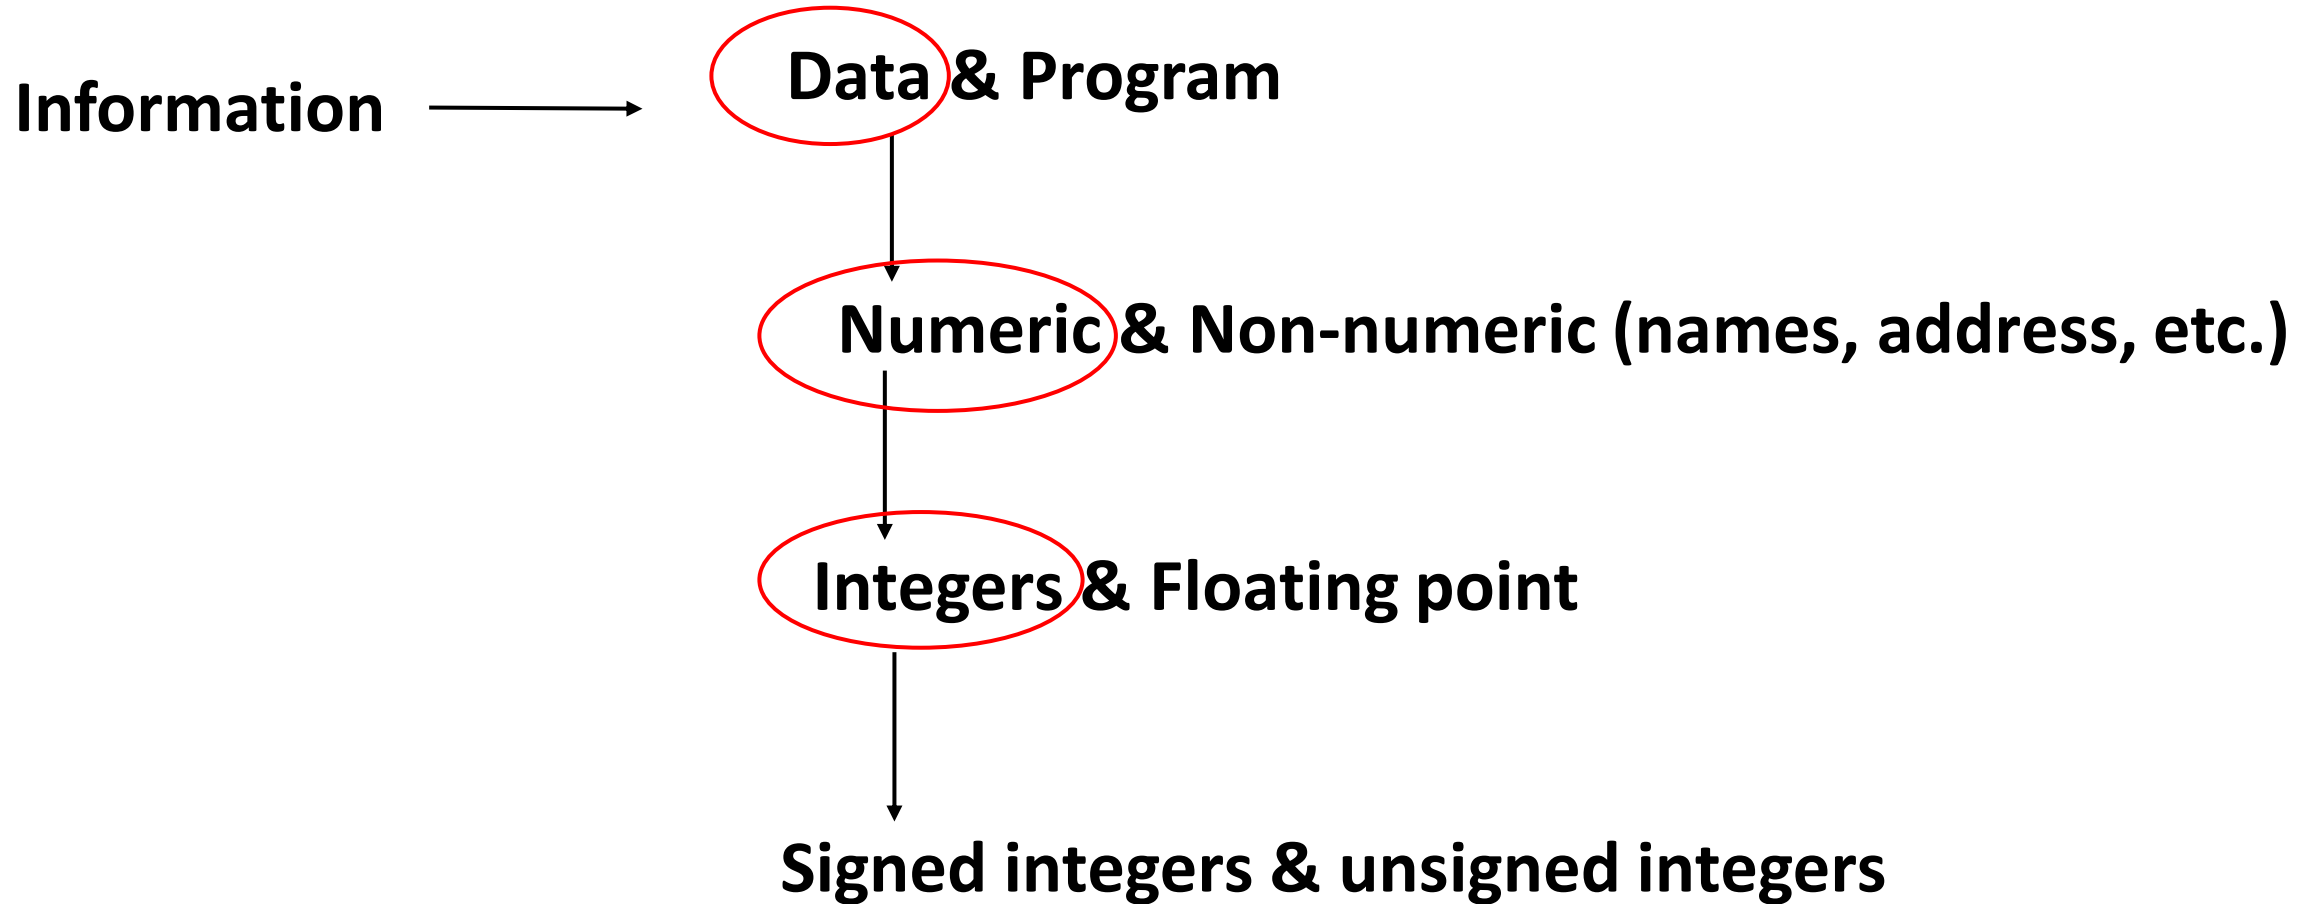 Information
Data & Program
Numeric & Non-numeric (names, address, etc.)
Integers & Floating point
Signed integers & unsigned integers